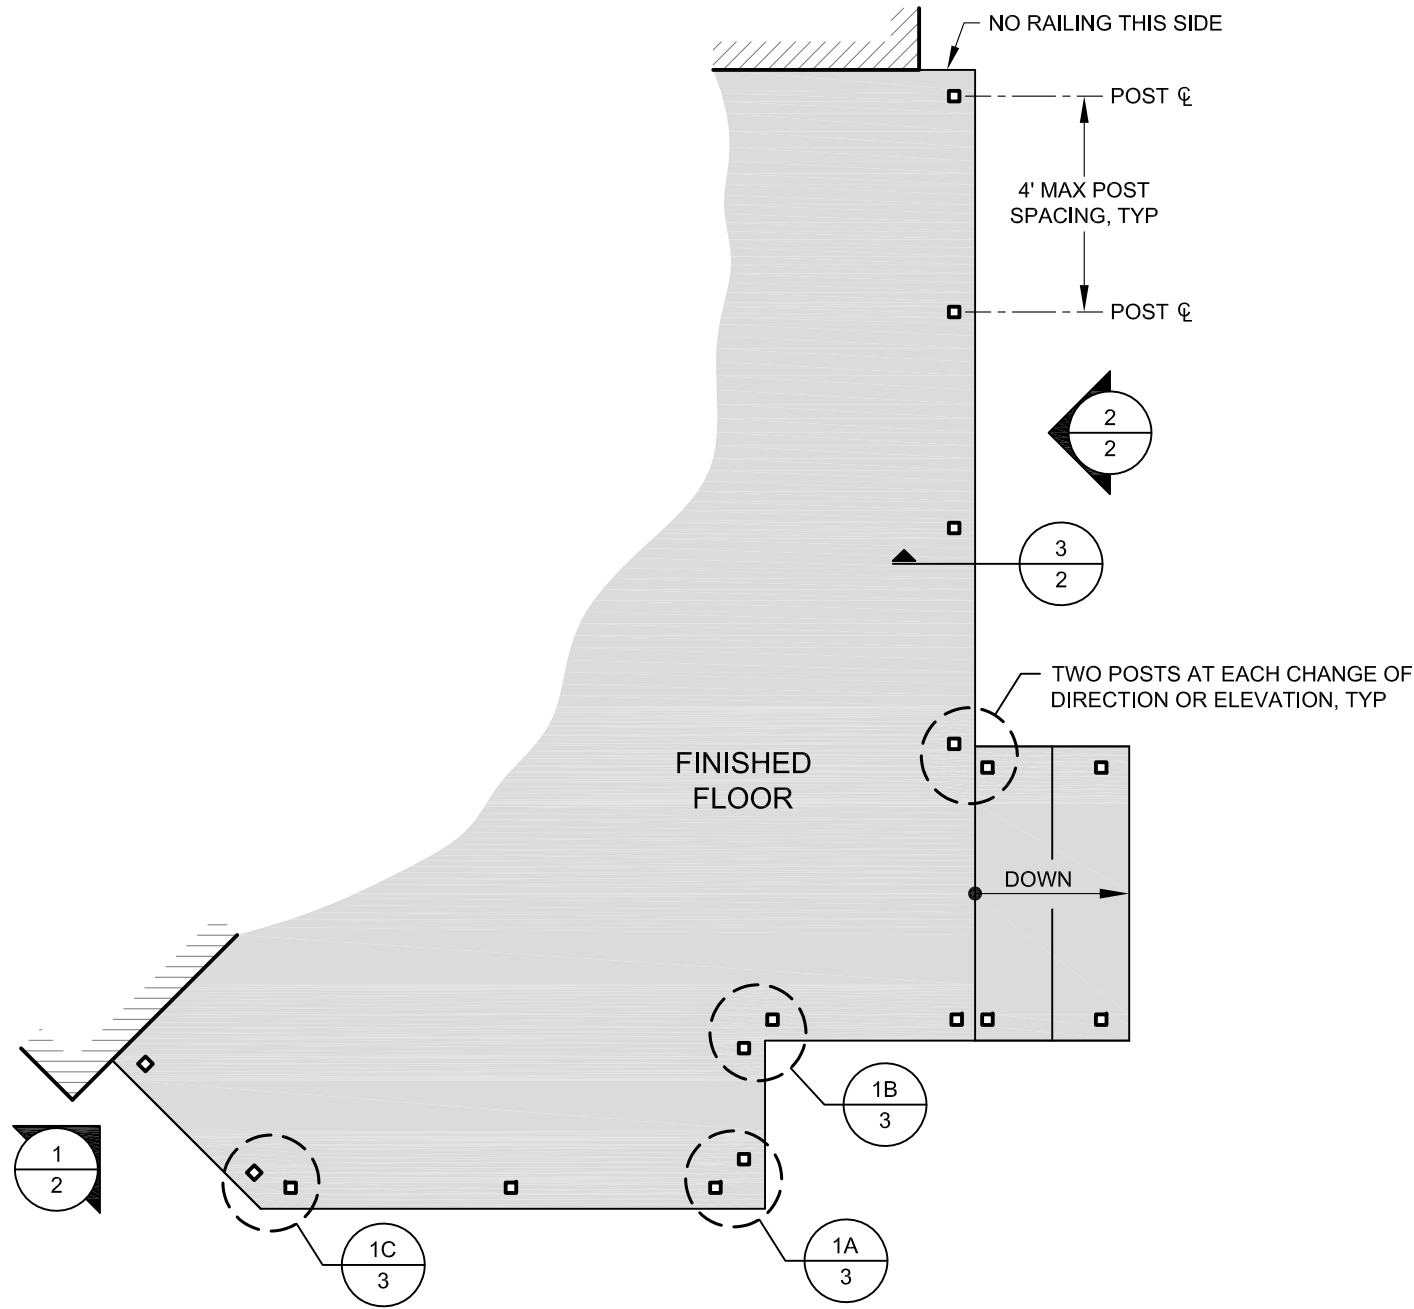 NO RAILING THIS SIDE
POST ℄
4' MAX POST
SPACING, TYP
POST ℄
2
2
3
2
TWO POSTS AT EACH CHANGE OF
DIRECTION OR ELEVATION, TYP
FINISHED
FLOOR
DOWN
1B
3
1
2
1C
3
1A
3